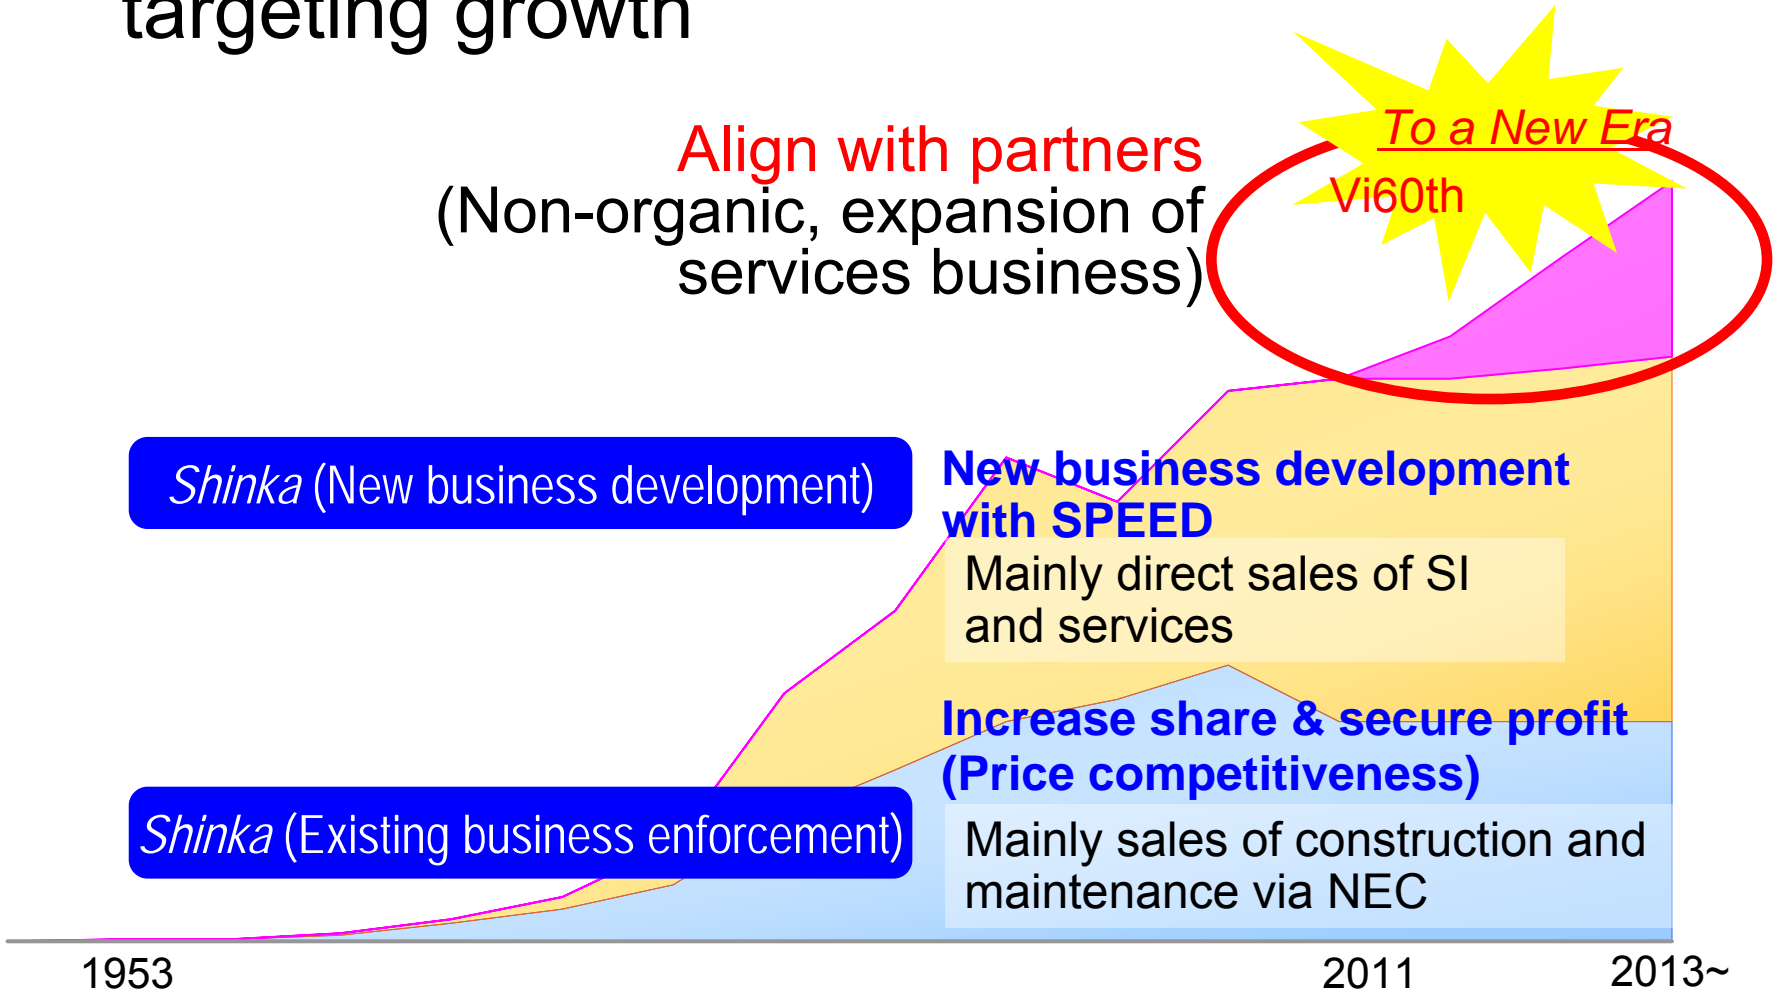 targeting growth
To a New Era
Vi60th
Align with partners
(Non-organic, expansion of
services business)
Shinka (New business development)
New business development
with SPEED
Mainly direct sales of SI
and services
Increase share & secure profit
(Price competitiveness)
Shinka (Existing business enforcement)
Mainly sales of construction and
maintenance via NEC
1953
2011
2013~